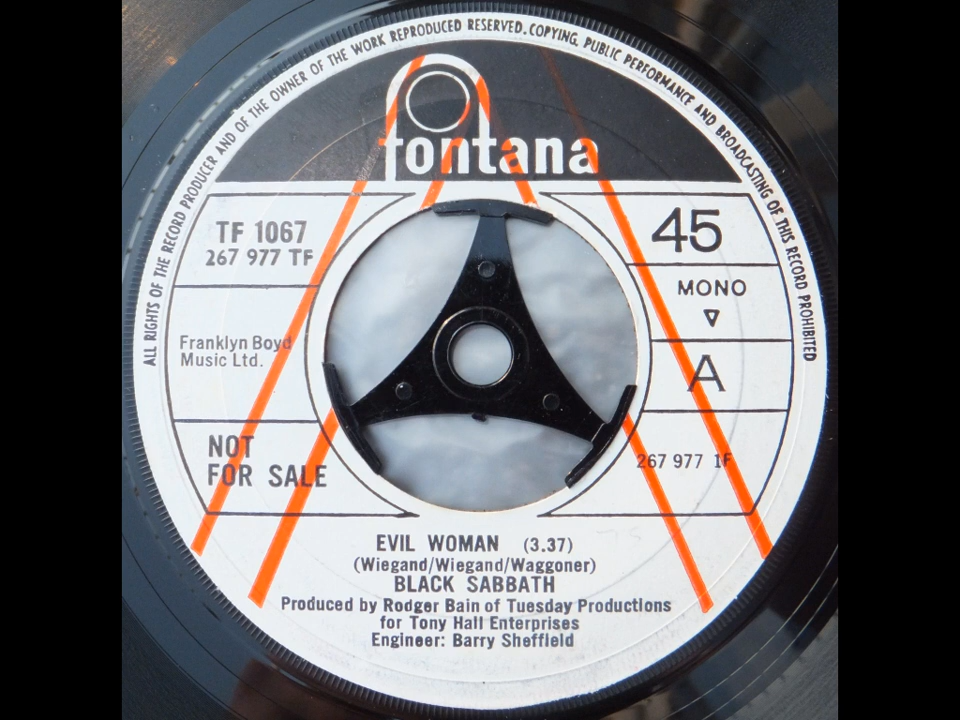 ALL RIGHTS OF THE RECORD PRODUCER AND OF THE OWNER OF THE WORK REPRODUCED RESERVED. COPYING, PUBLIC PERFORMANCE AND BROADCASTING OF THIS RECORD PROHIBITED
fontana
TF 1067
267 977 TF
45
MONO
A
Franklyn Boyd
Music Ltd.
NOT
FOR SALE
267 977 1F
EVIL WOMAN (3.37)
(Wiegand/Wiegand/Waggoner)
BLACK SABBATH
Produced by Rodger Bain of Tuesday Productions
for Tony Hall Enterprises
Engineer: Barry Sheffield